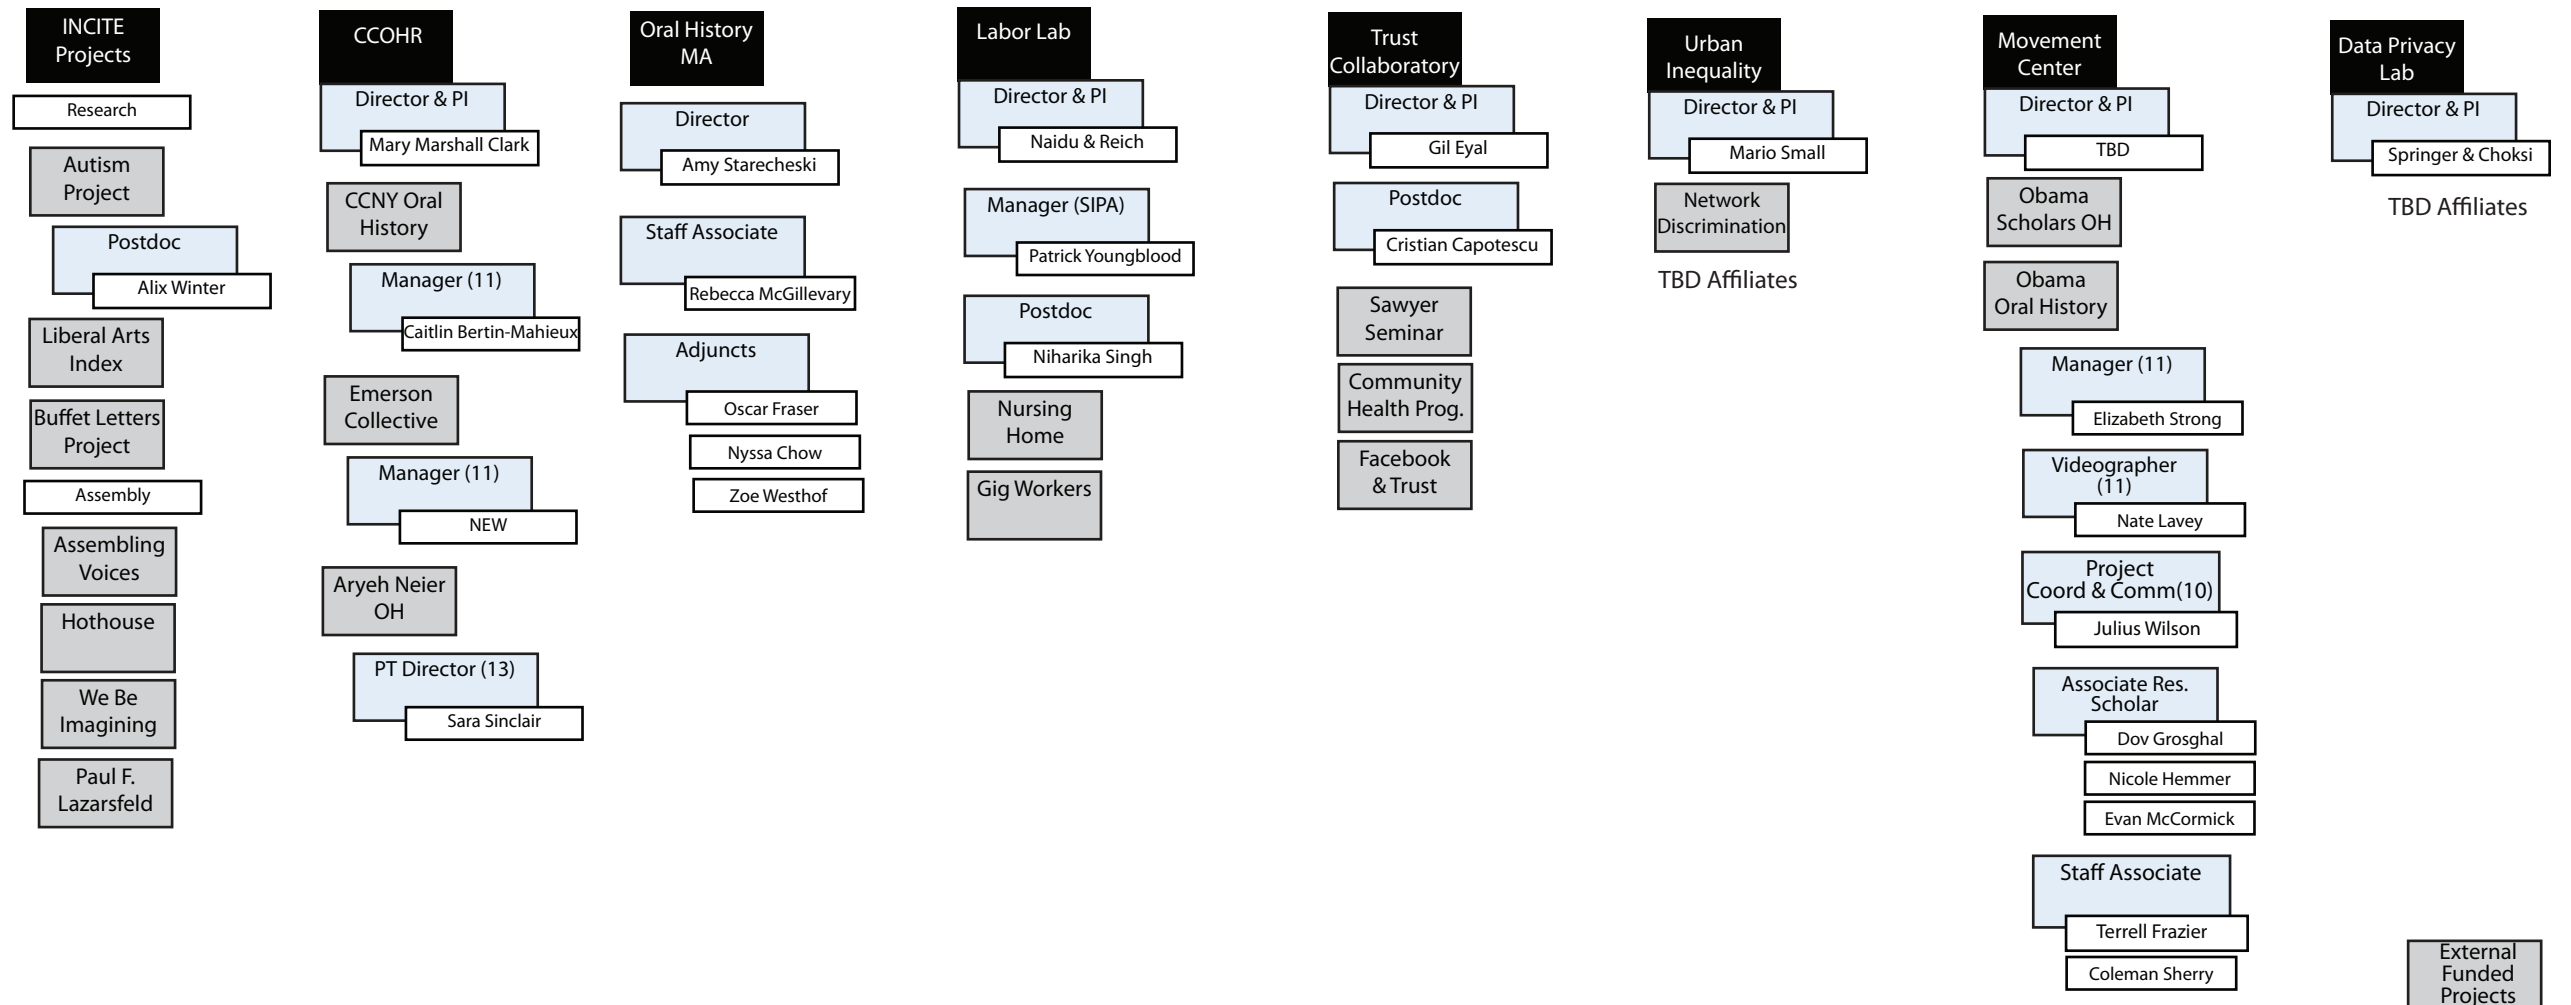 INCITE
Projects
Research
Autism
Project
Postdoc
Alix Winter
Liberal Arts
Index
Buffet Letters
Project
Assembly
Assembling
Voices
Hothouse
We Be
Imagining
Paul F.
Lazarsfeld
CCOHR
Director & PI
Mary Marshall Clark
CCNY Oral
History
Manager (11)
Caitlin Bertin-Mahieux
Emerson
Collective
Manager (11)
NEW
Aryeh Neier
OH
PT Director (13)
Sara Sinclair
Oral History
MA
Director
Amy Starecheski
Staff Associate
Rebecca McGillevary
Adjuncts
Oscar Fraser
Nyssa Chow
Zoe Westhof
Labor Lab
Director & PI
Naidu & Reich
Manager (SIPA)
Patrick Youngblood
Postdoc
Niharika Singh
Nursing
Home
Gig Workers
Trust
Collaboratory
Director & PI
Gil Eyal
Postdoc
Cristian Capotescu
Sawyer
Seminar
Community
Health Prog.
Facebook
& Trust
Urban
Inequality
Director & PI
Mario Small
Network
Discrimination
TBD Affiliates
Movement
Center
Director & PI
TBD
Obama
Scholars OH
Obama
Oral History
Manager (11)
Elizabeth Strong
Videographer
(11)
Nate Lavey
Project
Coord & Comm(10)
Julius Wilson
Associate Res.
Scholar
Dov Grosghal
Nicole Hemmer
Evan McCormick
Staff Associate
Terrell Frazier
Coleman Sherry
Data Privacy
Lab
Director & PI
Springer & Choksi
TBD Affiliates
External
Funded
Projects